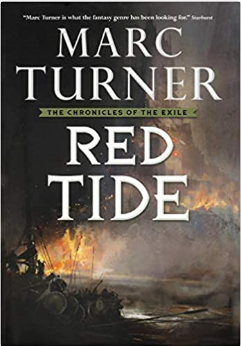 "Marc Turner is what the fantasy genre has been looking for." Starburst
MARC
TURNER
THE CHRONICLES OF THE EXILE
RED
TIDE